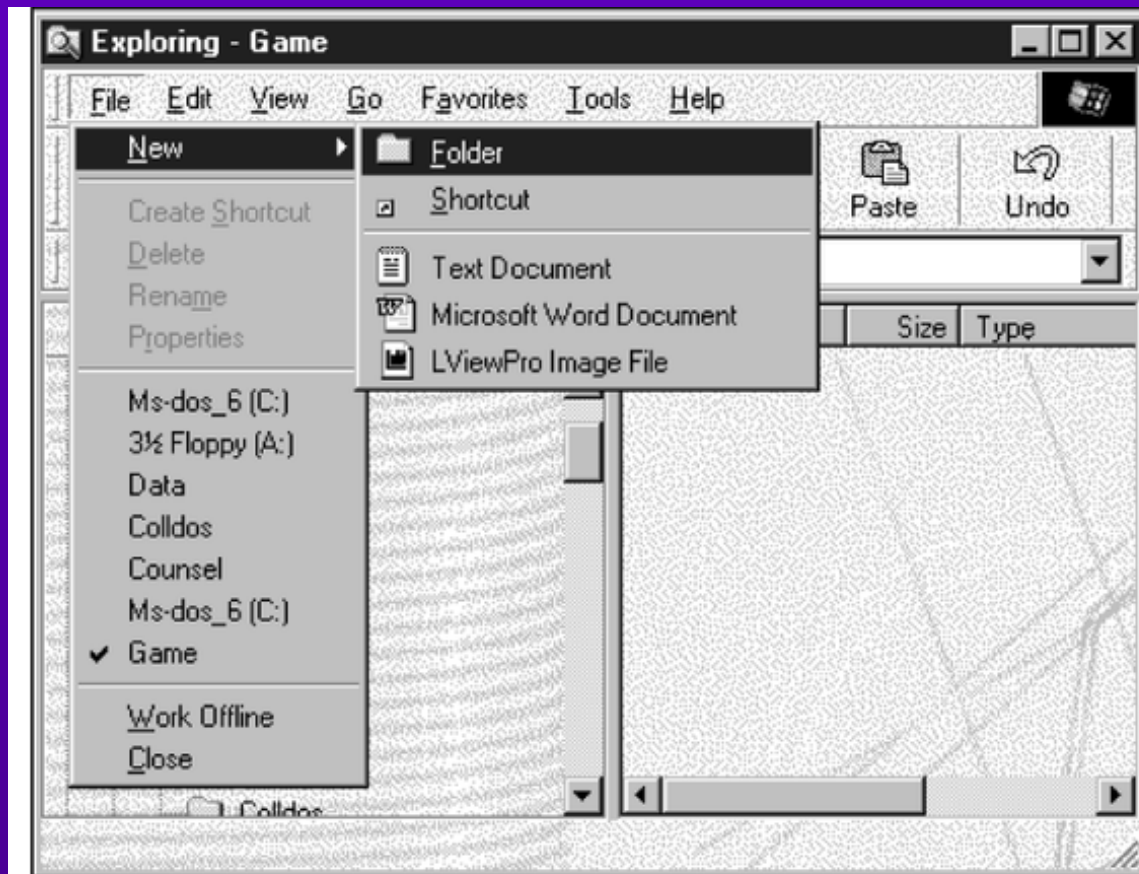 Exploring - Game
File Edit View Go Favorites Tools Help
New
Folder
Shortcut
Text Document
Microsoft Word Document
LViewPro Image File
Paste Undo
Size Type
Create Shortcut
Delete
Rename
Properties
Ms-dos_6 (C:)
3½ Floppy (A:)
Data
Colldos
Counsel
Ms-dos_6 (C:)
Game
Work Offline
Close
Colldos